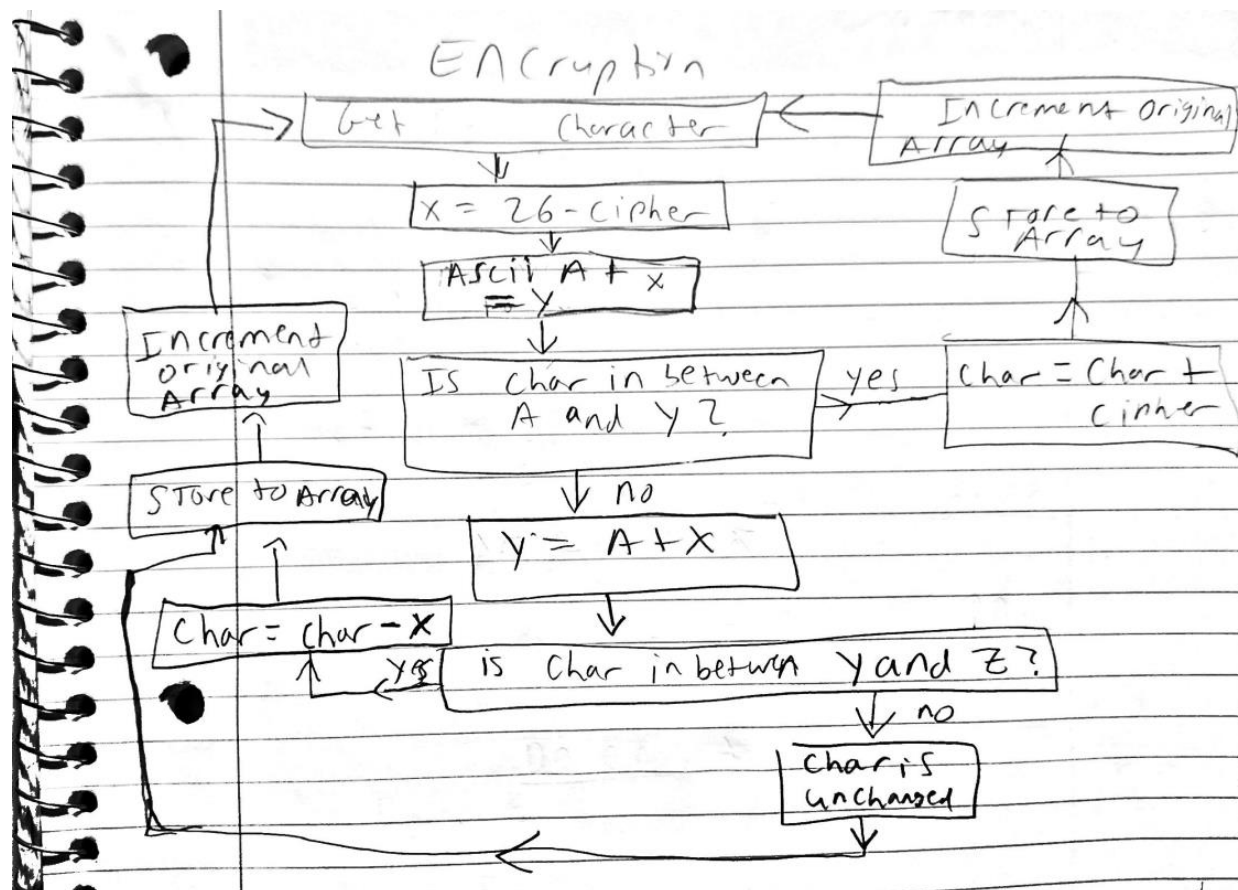 Encruption
Get Character
Increment Original
Array
x = 26-cipher
Store to
Array
Ascii A + x
= y
Increment
original
Array
Is char in between
A and y?
yes
Char = Char +
cipher
no
Store to Array
y = A + X
Char = char - x
yes
is Char in betwen y and Z?
no
Char is
unchanged